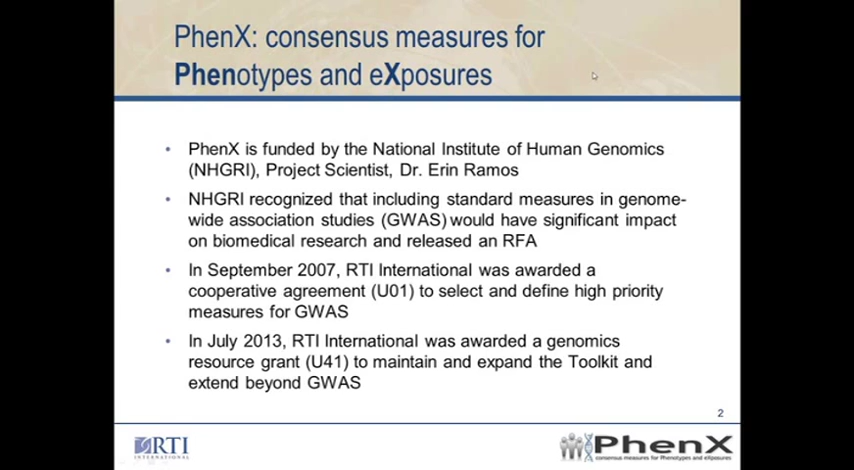 PhenX: consensus measures for
Phenotypes and eXposures
• PhenX is funded by the National Institute of Human Genomics
(NHGRI), Project Scientist, Dr. Erin Ramos
• NHGRI recognized that including standard measures in genome-
wide association studies (GWAS) would have significant impact
on biomedical research and released an RFA
• In September 2007, RTI International was awarded a
cooperative agreement (U01) to select and define high priority
measures for GWAS
• In July 2013, RTI International was awarded a genomics
resource grant (U41) to maintain and expand the Toolkit and
extend beyond GWAS
2
RTI
INTERNATIONAL
PhenX
consensus measures for Phenotypes and eXposures